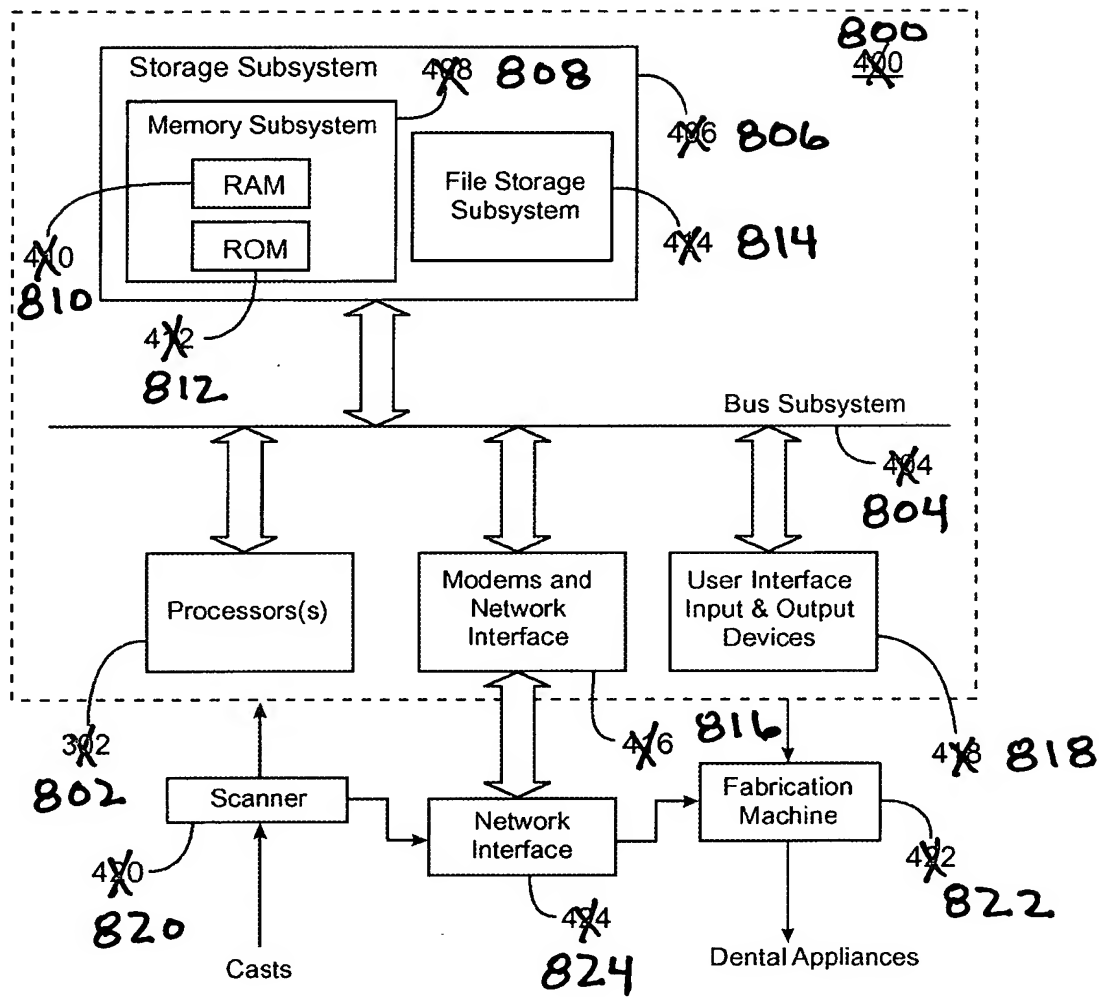 800
400
Storage Subsystem
408 808
Memory Subsystem
406 806
RAM
File Storage
Subsystem
ROM
414 814
410
810
412
812
Bus Subsystem
404
804
Processors(s)
Modems and
Network
Interface
User Interface
Input & Output
Devices
302
802
416 816
418 818
Scanner
Network
Interface
Fabrication
Machine
420
820
422
822
424
824
Casts
Dental Appliances